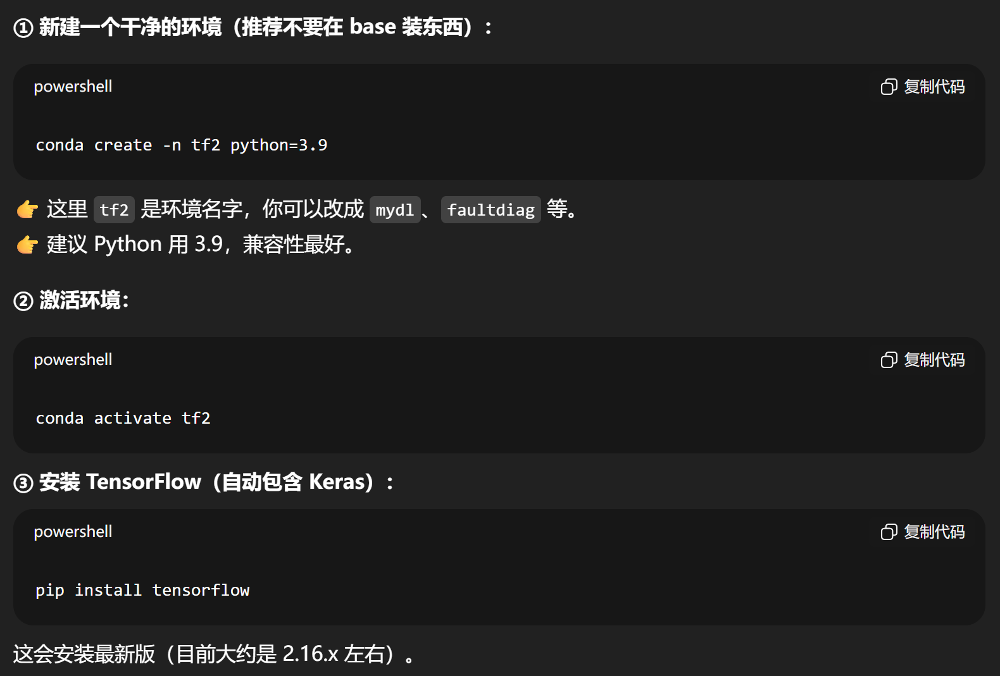 ① 新建一个干净的环境（推荐不要在 base 装东西）：
powershell
复制代码
conda create -n tf2 python=3.9
👉 这里 tf2 是环境名字，你可以改成 mydl、faultdiag 等。
👉 建议 Python 用 3.9，兼容性最好。
② 激活环境：
powershell
复制代码
conda activate tf2
③ 安装 TensorFlow（自动包含 Keras）：
powershell
复制代码
pip install tensorflow
这会安装最新版（目前大约是 2.16.x 左右）。